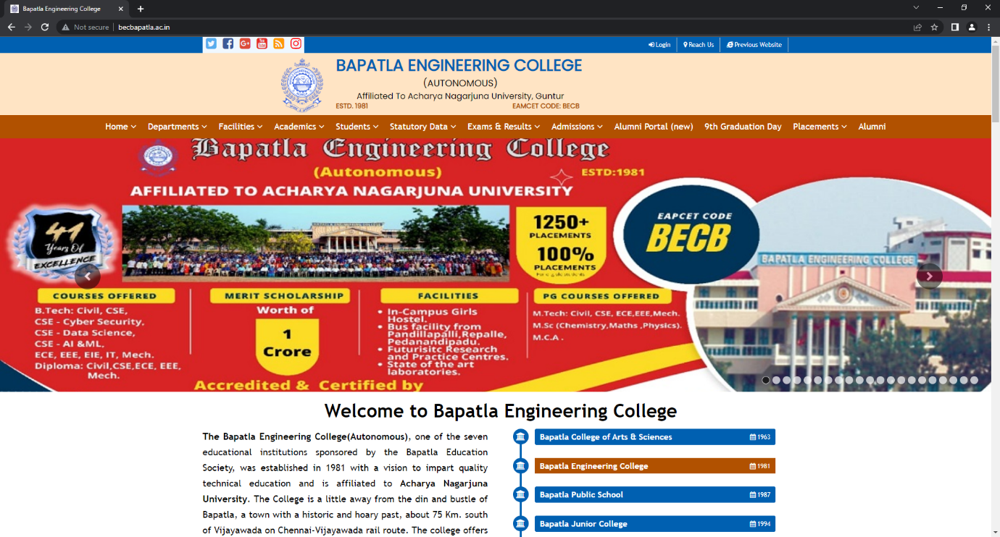 Bapatla Engineering College
Not secure
becbapatla.ac.in
Login
Reach Us
Previous Website
BAPATLA ENGINEERING COLLEGE
(AUTONOMOUS)
Affiliated To Acharya Nagarjuna University, Guntur
ESTD. 1981
EAMCET CODE: BECB
Home
Departments
Facilities
Academics
Students
Statutory Data
Exams & Results
Admissions
Alumni Portal (new)
9th Graduation Day
Placements
Alumni
Bapatla Engineering College
(Autonomous)
ESTD:1981
AFFILIATED TO ACHARYA NAGARJUNA UNIVERSITY
41
Years Of
EXCELLENCE
1250+
PLACEMENTS
100%
PLACEMENTS
EAPCET CODE
BECB
BAPATLA ENGINEERING COLLEGE
COURSES OFFERED
B.Tech: Civil, CSE,
CSE - Cyber Security,
CSE - Data Science,
CSE - AI &ML,
ECE, EEE, EIE, IT, Mech.
Diploma: Civil,CSE,ECE, EEE,
Mech.
MERIT SCHOLARSHIP
Worth of
1
Crore
FACILITIES
• In-Campus Girls
Hostel.
• Bus facility from
Pandillapalli,Repalle,
Pedanandipadu.
• Futurisitc Research
and Practice Centres.
• State of the art
laboratories.
PG COURSES OFFERED
M.Tech: Civil, CSE, ECE,EEE,Mech.
M.Sc (Chemistry,Maths ,Physics).
M.C.A .
Accredited & Certified by
Welcome to Bapatla Engineering College
The Bapatla Engineering College(Autonomous), one of the seven
educational institutions sponsored by the Bapatla Education
Society, was established in 1981 with a vision to impart quality
technical education and is affiliated to Acharya Nagarjuna
University. The College is a little away from the din and bustle of
Bapatla, a town with a historic and hoary past, about 75 Km. south
of Vijayawada on Chennai-Vijayawada rail route. The college offers
Bapatla College of Arts & Sciences
1963
Bapatla Engineering College
1981
Bapatla Public School
1987
Bapatla Junior College
1994